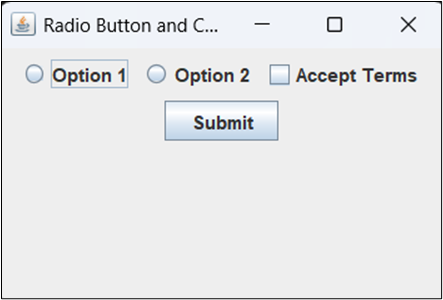 Radio Button and C...
Option 1 Option 2 Accept Terms
Submit